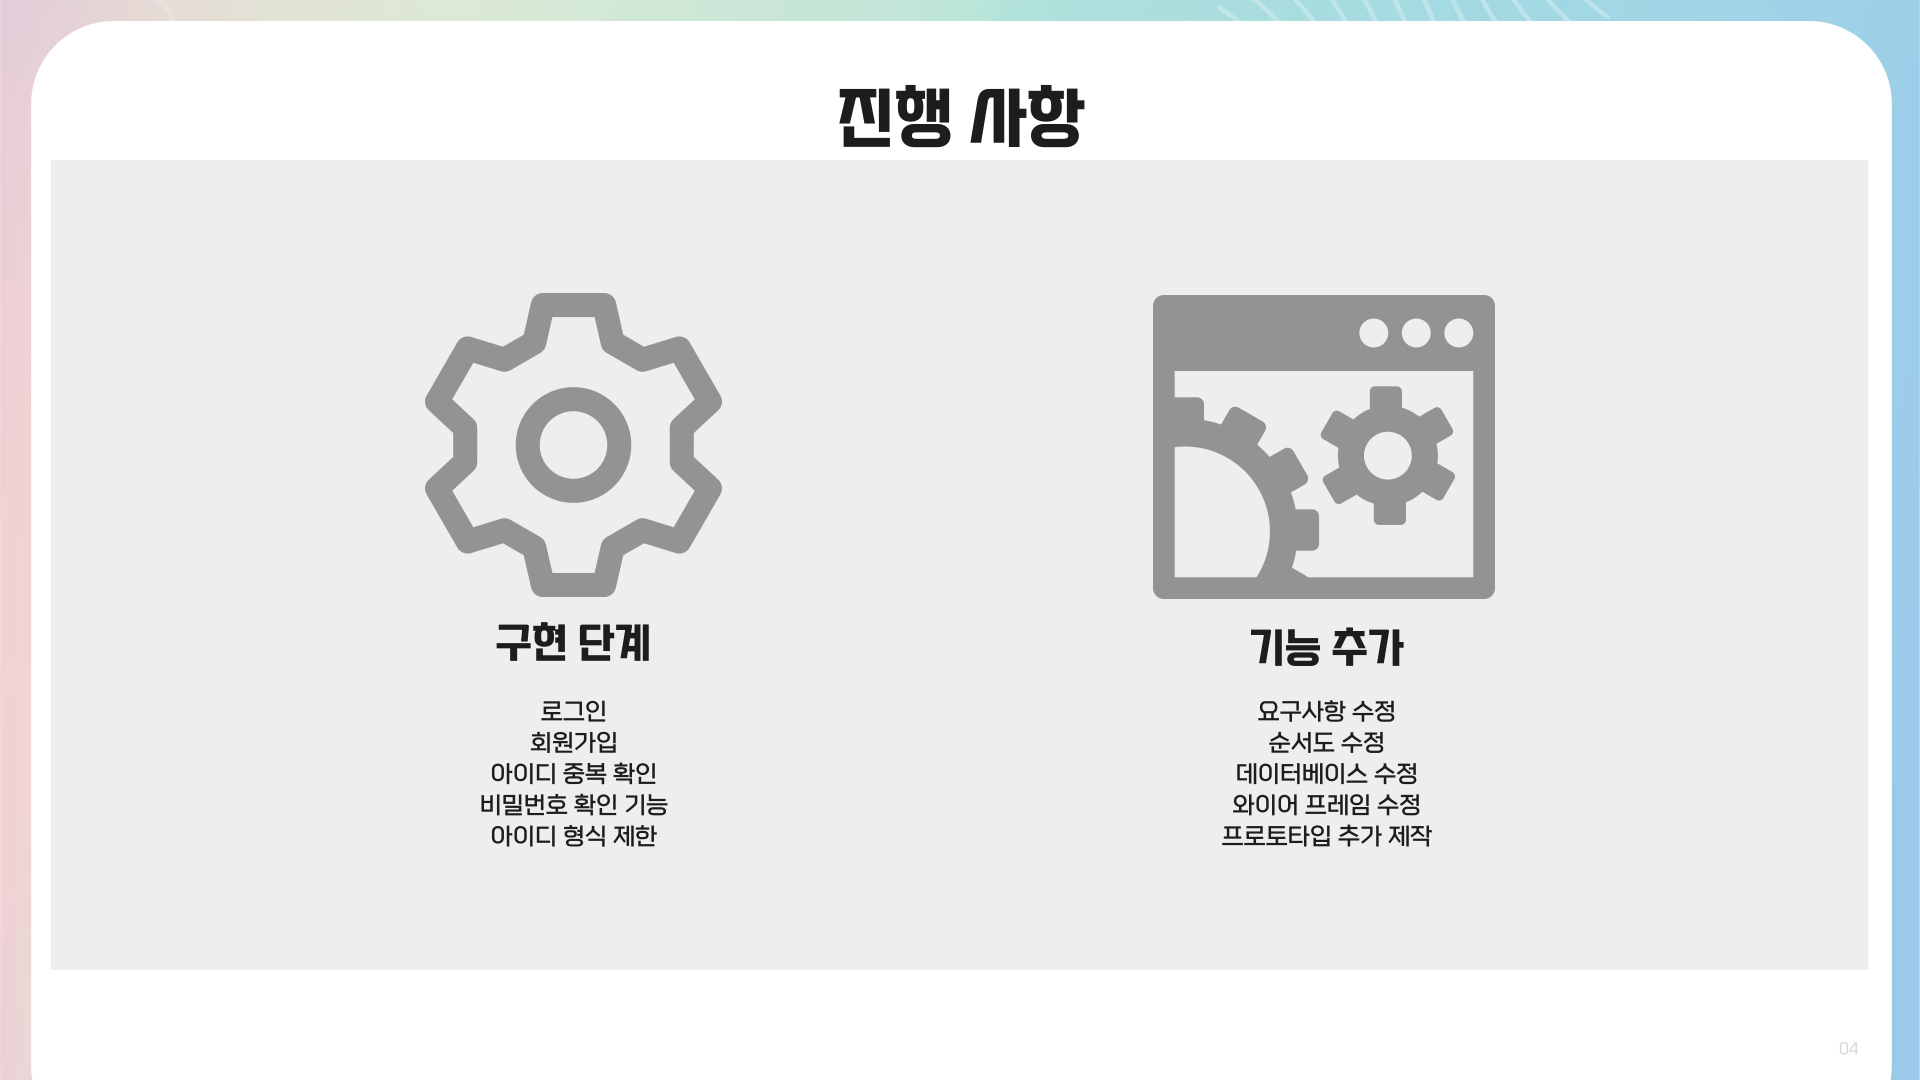 진행 사항
구현 단계
로그인
회원가입
아이디 중복 확인
비밀번호 확인 기능
아이디 형식 제한
기능 추가
요구사항 수정
순서도 수정
데이터베이스 수정
와이어 프레임 수정
프로토타입 추가 제작
04